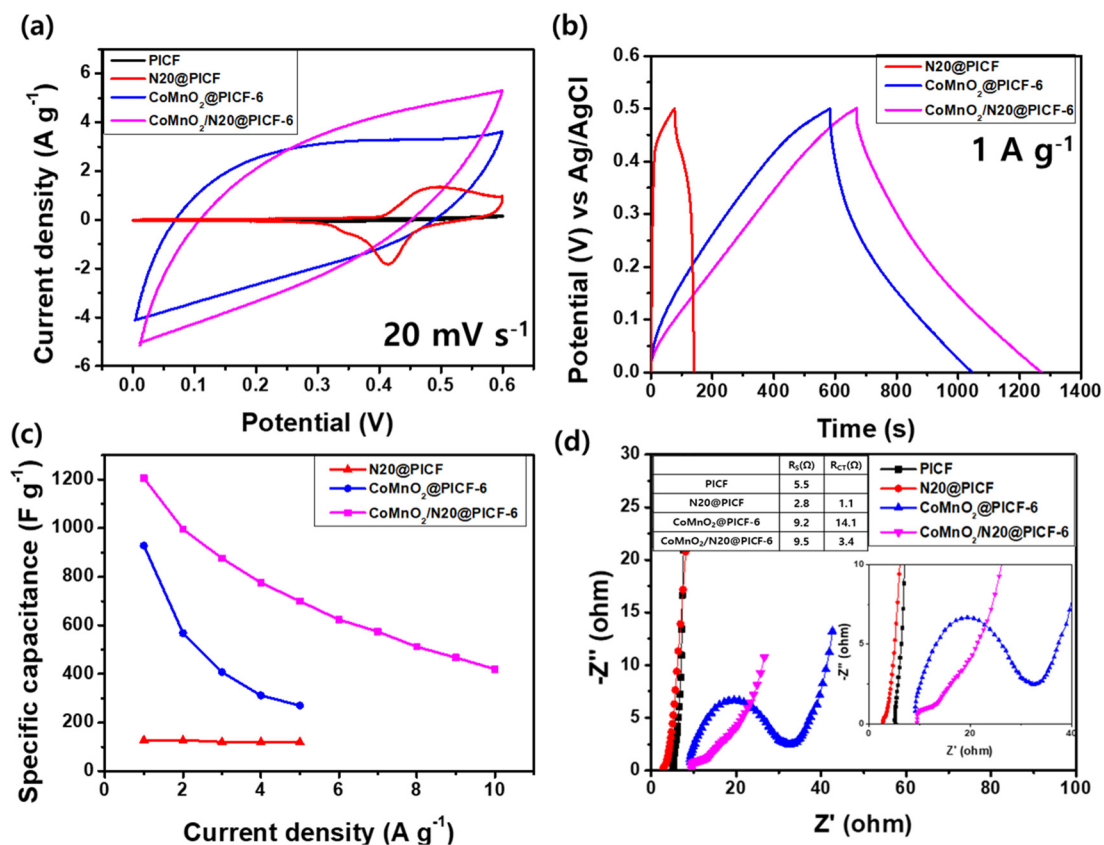 (a)
PICF
N20@PICF
CoMnO2@PICF-6
CoMnO2/N20@PICF-6
6
4
2
0
-2
-4
-6
Current density (A g-1)
20 mV s-1
0.0 0.1 0.2 0.3 0.4 0.5 0.6
Potential (V)
(b)
N20@PICF
CoMnO2@PICF-6
CoMnO2/N20@PICF-6
1 A g-1
0.6
0.5
0.4
0.3
0.2
0.1
0.0
Potential (V) vs Ag/AgCl
0 200 400 600 800 1000 1200 1400
Time (s)
(c)
N20@PICF
CoMnO2@PICF-6
CoMnO2/N20@PICF-6
1200
1000
800
600
400
200
0
Specific capacitance (F g-1)
0 2 4 6 8 10
Current density (A g-1)
(d)
RS(Ω) RCT(Ω)
PICF 5.5
N20@PICF 2.8 1.1
CoMnO2@PICF-6 9.2 14.1
CoMnO2/N20@PICF-6 9.5 3.4
PICF
N20@PICF
CoMnO2@PICF-6
CoMnO2/N20@PICF-6
30
25
20
15
10
5
0
-Z'' (ohm)
10
5
0
-Z'' (ohm)
0 20 40
Z' (ohm)
0 20 40 60 80 100
Z' (ohm)